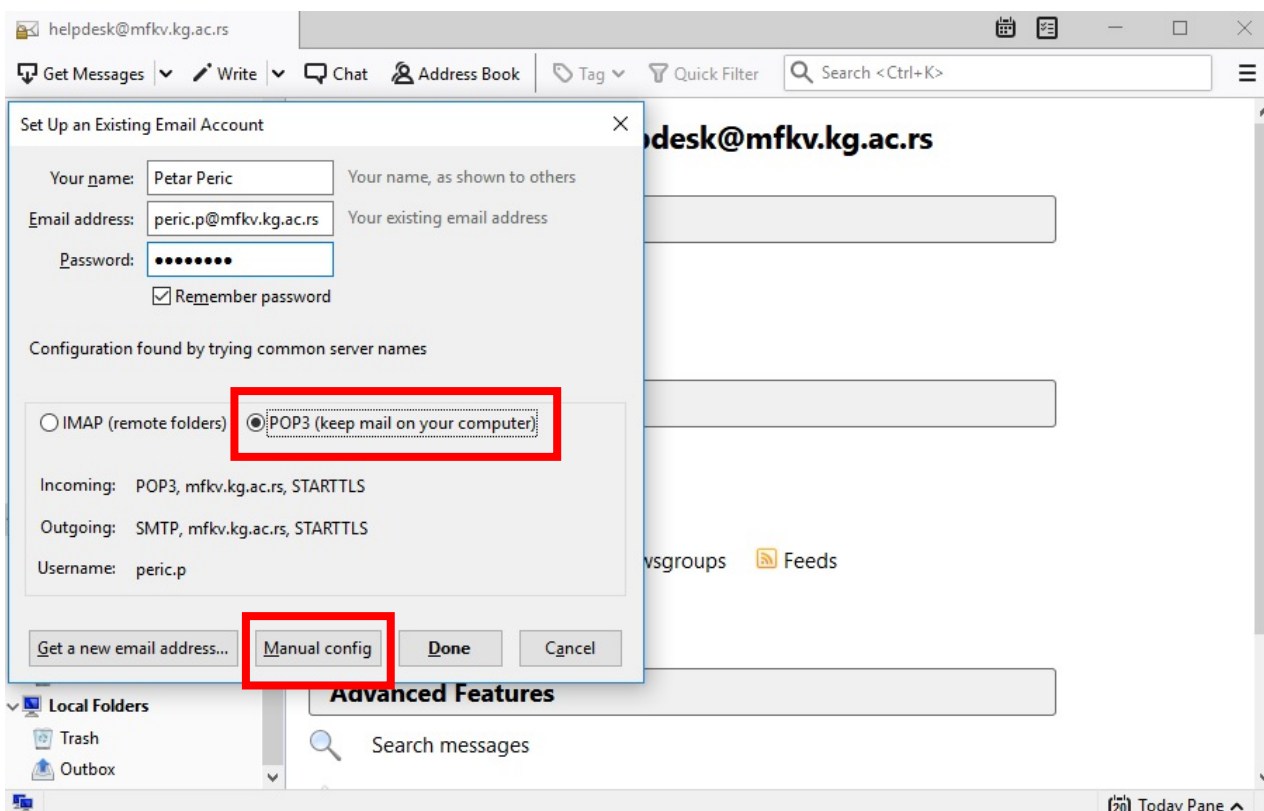 helpdesk@mfkv.kg.ac.rs
Get Messages Write Chat Address Book Tag Quick Filter Search <Ctrl+K>
Set Up an Existing Email Account
desk@mfkv.kg.ac.rs
Your name: Petar Peric Your name, as shown to others
Email address: peric.p@mfkv.kg.ac.rs Your existing email address
Password: ••••••••
Remember password
Configuration found by trying common server names
IMAP (remote folders) POP3 (keep mail on your computer)
Incoming: POP3, mfkv.kg.ac.rs, STARTTLS
Outgoing: SMTP, mfkv.kg.ac.rs, STARTTLS
wsgroups Feeds
Username: peric.p
Get a new email address... Manual config Done Cancel
Advanced Features
Local Folders
Trash
Search messages
Outbox
20 Today Pane